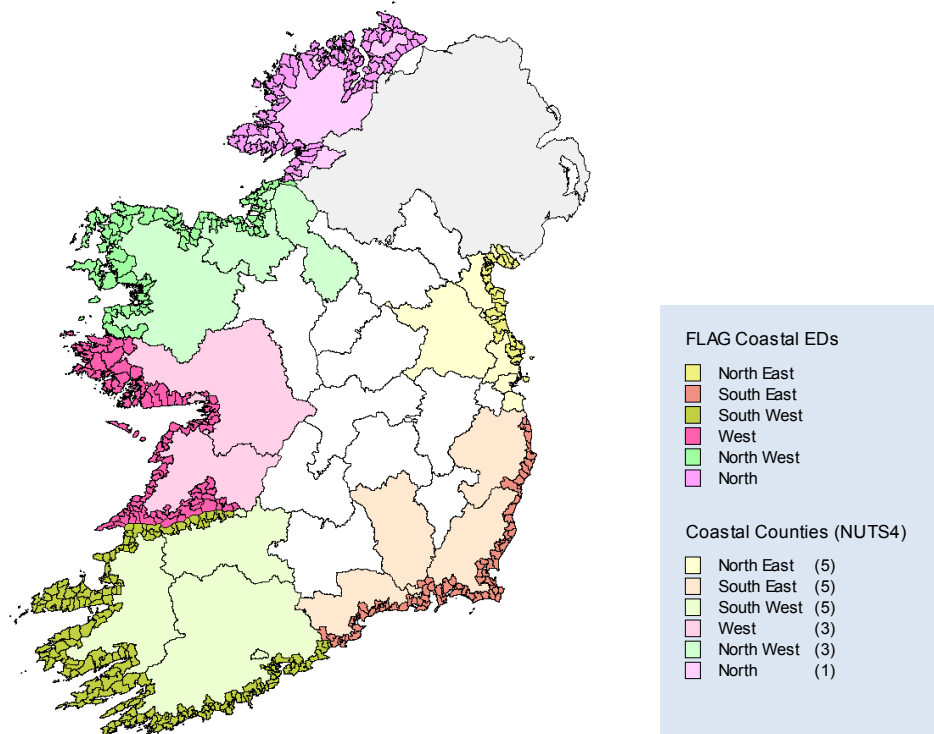 FLAG Coastal EDs
North East
South East
South West
West
North West
North
Coastal Counties (NUTS4)
North East (5)
South East (5)
South West (5)
West (3)
North West (3)
North (1)